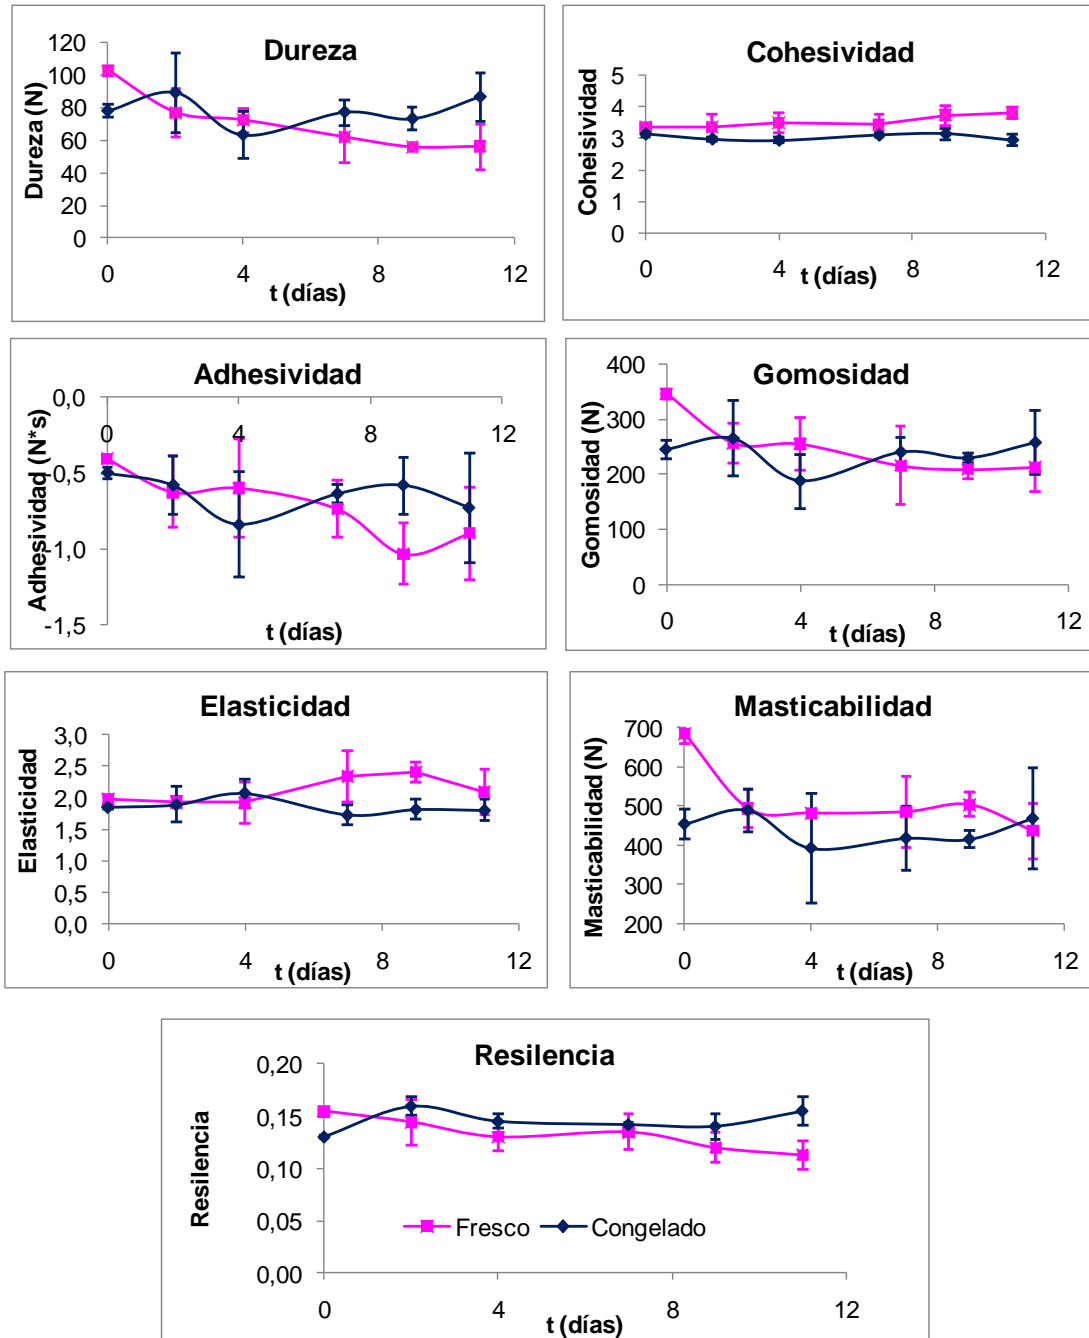 Dureza
Dureza (N)
120
100
80
60
40
20
0
0 4 8 12
t (días)
Cohesividad
Coheisividad
5
4
3
2
1
0
0 4 8 12
t (días)
Adhesividad
Adhesividad (N*s)
0,0
-0,5
-1,0
-1,5
0 4 8 12
t (días)
Gomosidad
Gomosidad (N)
400
300
200
100
0
0 4 8 12
t (días)
Elasticidad
Elasticidad
3,0
2,5
2,0
1,5
1,0
0,5
0,0
0 4 8 12
t (días)
Masticabilidad
Masticabilidad (N)
700
600
500
400
300
200
0 4 8 12
t (días)
Resilencia
Resilencia
0,20
0,15
0,10
0,05
0,00
Fresco Congelado
0 4 8 12
t (días)